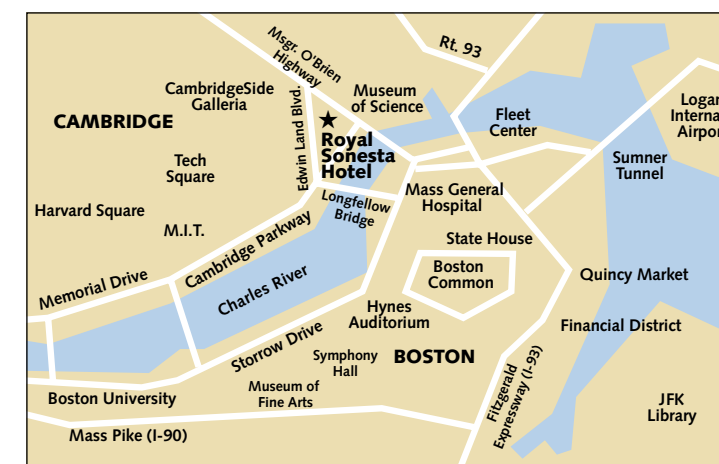 Msgr. O'Brien
Highway
Rt. 93
CambridgeSide
Galleria
Museum
of Science
Logan
Interna
Airpor
CAMBRIDGE
Edwin Land Blvd.
Fleet
Center
Royal
Sonesta
Hotel
Tech
Square
Sumner
Tunnel
Mass General
Hospital
Longfellow
Bridge
Harvard Square
M.I.T.
Cambridge Parkway
State House
Boston
Common
Memorial Drive
Charles River
Quincy Market
Hynes
Auditorium
Financial District
Storrow Drive
Symphony
Hall
BOSTON
Museum of
Fine Arts
Fitzgerald
Expressway (I-93)
Boston University
JFK
Library
Mass Pike (I-90)